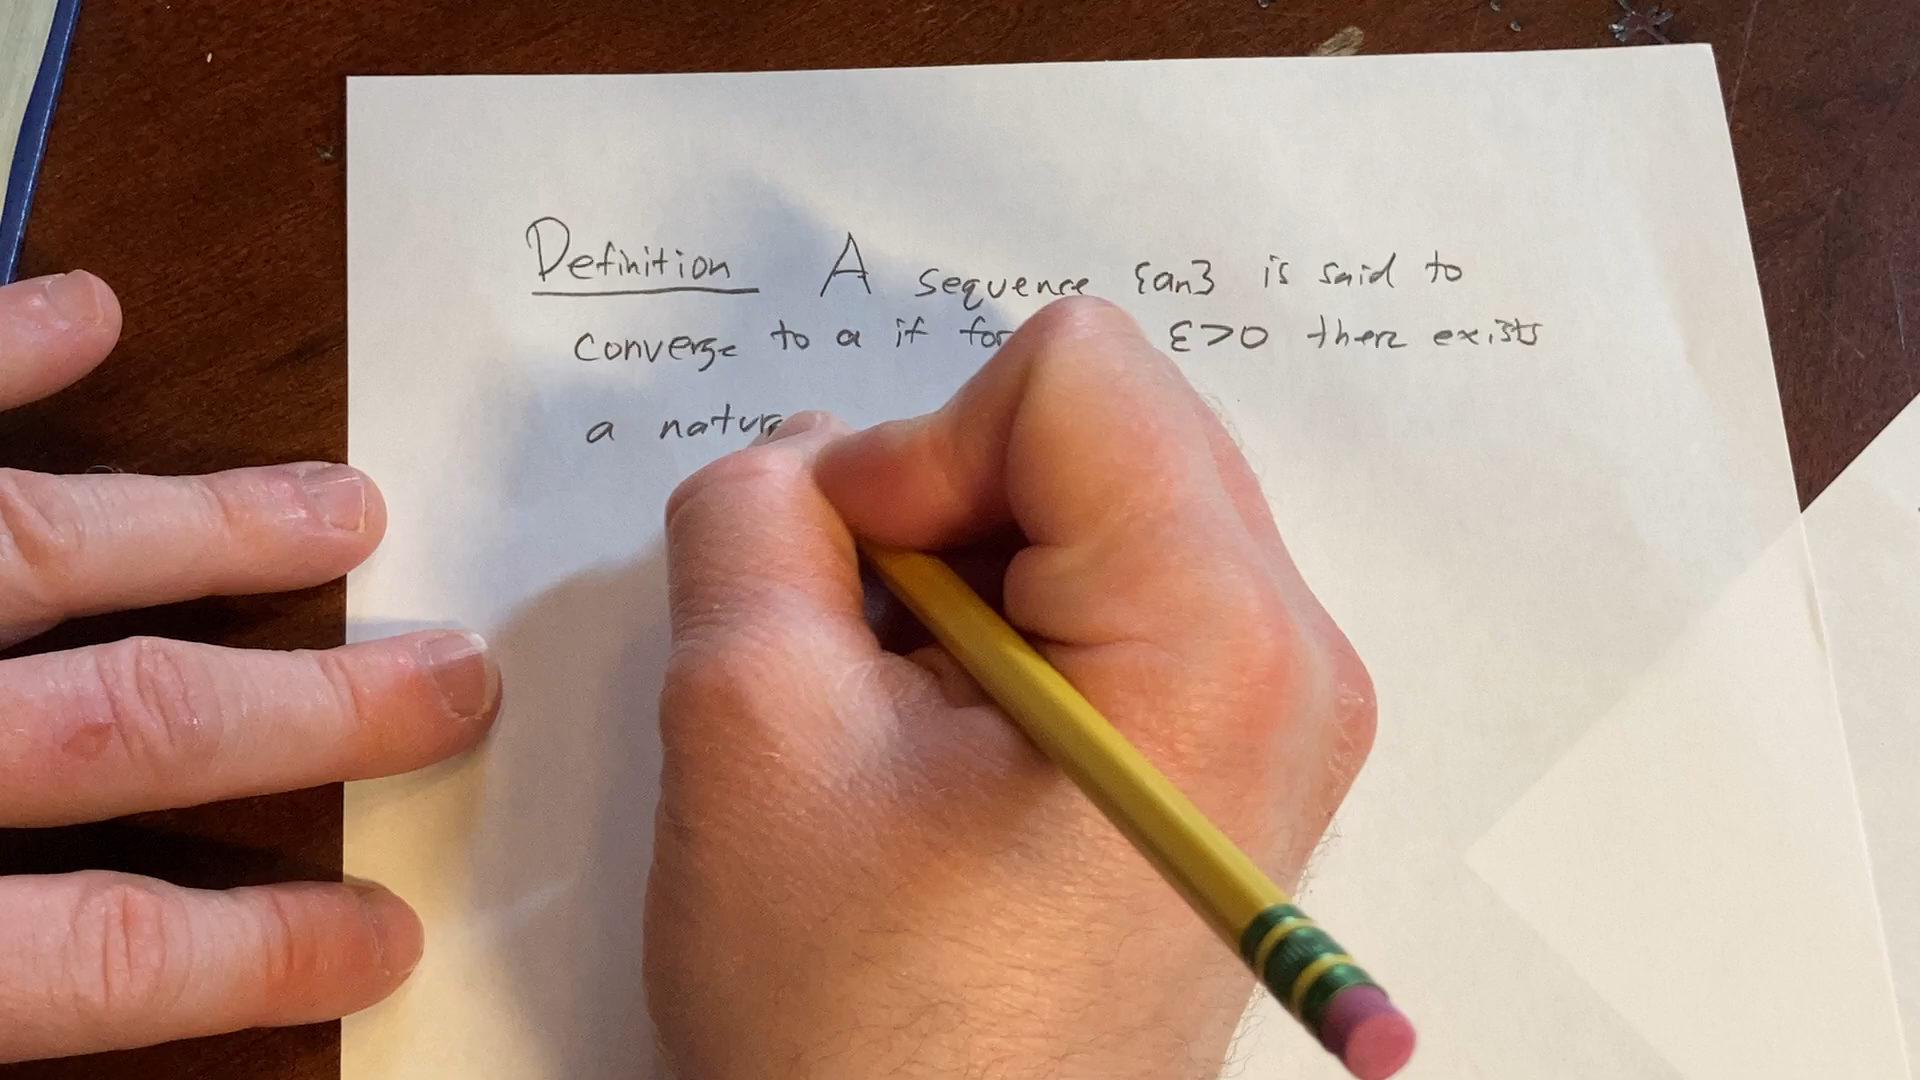 Definition A sequence {an} is said to
converge to a if for ε>0 there exists
a natur